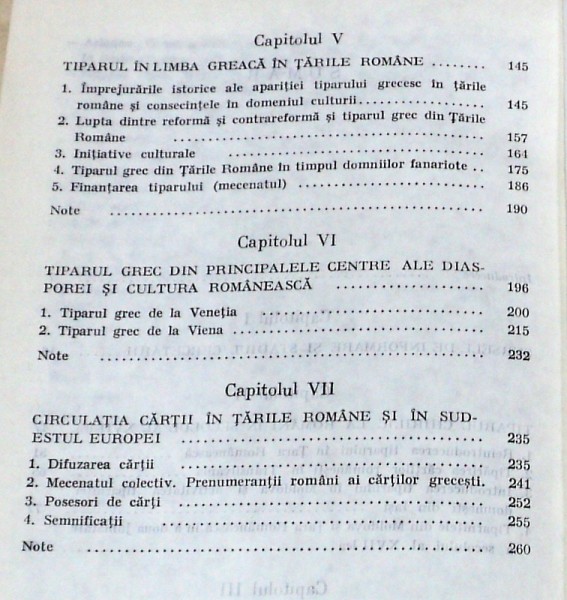 Capitolul V
TIPARUL ÎN LIMBA GREACĂ ÎN ȚĂRILE ROMÂNE ........ 145
1. Împrejurările istorice ale apariției tiparului grecesc în țările
române și consecințele în domeniul culturii.................. 145
2. Lupta dintre reformă și contrareformă și tiparul grec din Țările
Române .................................... 157
3. Inițiative culturale .............................. 164
4. Tiparul grec din Țările Române în timpul domniilor fanariote .. 175
5. Finanțarea tiparului (mecenatul) .......................... 186
Note ............................................ 190
Capitolul VI
TIPARUL GREC DIN PRINCIPALELE CENTRE ALE DIAS-
POREI ȘI CULTURA ROMÂNEASCĂ ..................... 196
1. Tiparul grec de la Veneția ......................... 200
2. Tiparul grec de la Viena ............................. 215
Note ............................................ 232
Capitolul VII
CIRCULAȚIA CĂRȚII ÎN ȚĂRILE ROMÂNE ȘI ÎN SUD-
ESTUL EUROPEI .................................. 235
1. Difuzarea cărții .................................. 235
2. Mecenatul colectiv. Prenumeranții români ai cărților grecești. 241
3. Posesori de cărți .................................. 252
4. Semnificații .................................. 255
Note ............................................ 260